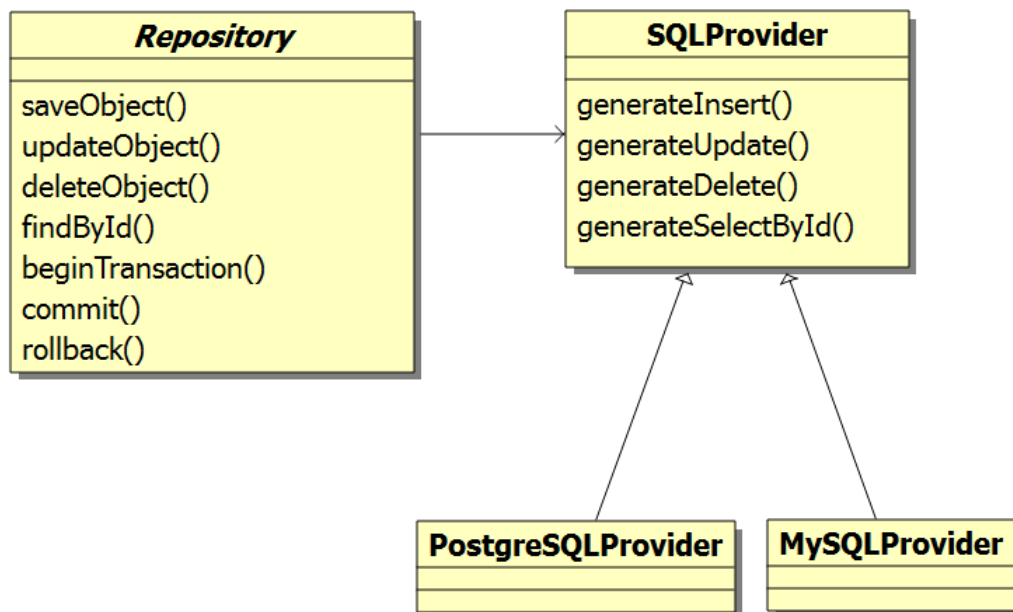 Repository
saveObject()
updateObject()
deleteObject()
findById()
beginTransaction()
commit()
rollback()
SQLProvider
generateInsert()
generateUpdate()
generateDelete()
generateSelectById()
PostgreSQLProvider
MySQLProvider